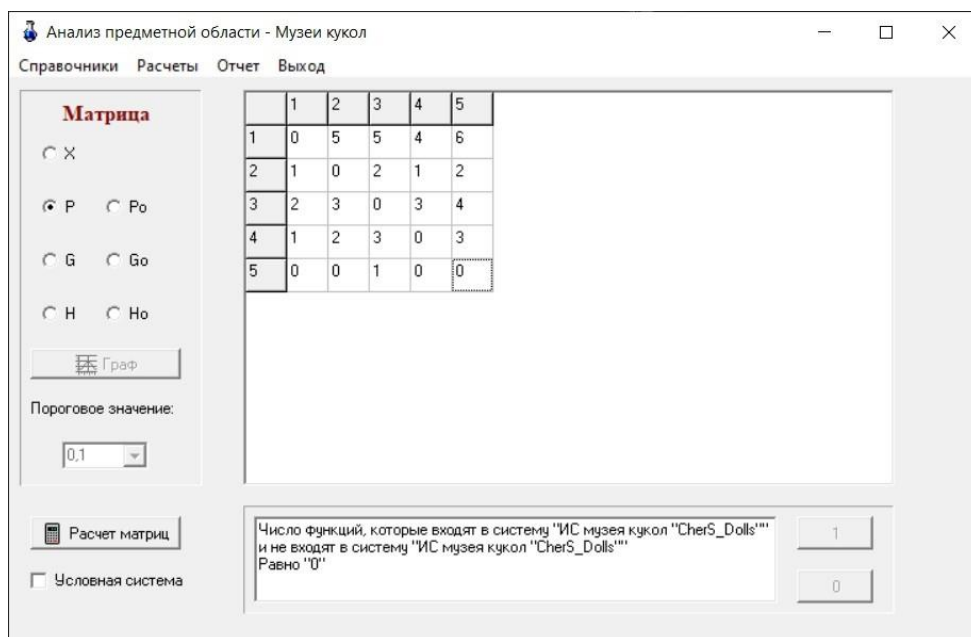 Анализ предметной области - Музеи кукол
Справочники Расчеты Отчет Выход
Матрица
X
P Po
G Go
H Ho
Граф
Пороговое значение:
0,1
Расчет матриц
Условная система
1 2 3 4 5
1 0 5 5 4 6
2 1 0 2 1 2
3 2 3 0 3 4
4 1 2 3 0 3
5 0 0 1 0 0
Число функций, которые входят в систему "ИС музея кукол "CherS_Dolls""
и не входят в систему "ИС музея кукол "CherS_Dolls""
Равно "0"
1
0